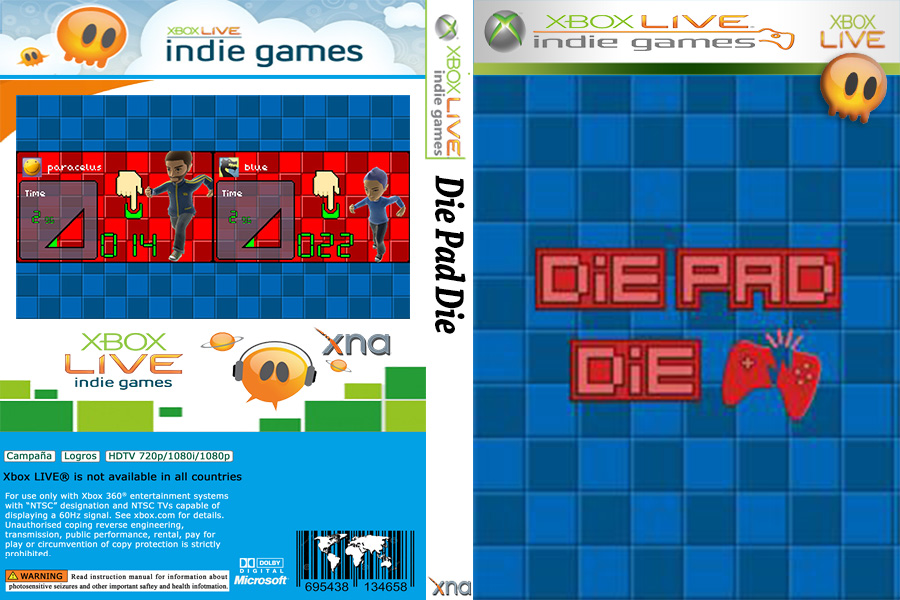 XBOX LIVE
indie games
paracelus
Time
2
014
blue
Time
2
022
XBOX
LIVE
indie games
xna
Campaña
Logros
HDTV 720p/1080i/1080p
Xbox LIVE® is not available in all countries
For use only with Xbox 360® entertainment systems
with “NTSC” designation and NTSC TVs capable of
displaying a 60Hz signal. See xbox.com for details.
Unauthorised coping reverse engineering,
transmission, public performance, rental, pay for
play or circumvention of copy protection is strictly
prohibited.
WARNING Read instruction manual for information about
photosensitive seizures and other important saftey and health infotmation.
DOLBY
DIGITAL
Microsoft
695438 134658
XBOX LIVE
indie games
Die Pad Die
xna
XBOX LIVE
indie games
XBOX
LIVE
DiE PAD
DiE